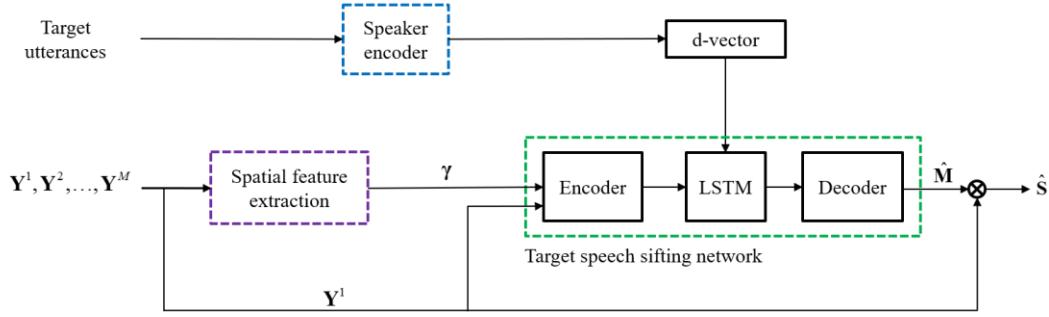 Target
utterances
Speaker
encoder
d-vector
Y¹, Y², …, Yᴹ
Spatial feature
extraction
γ
Encoder
LSTM
Decoder
M̂
Ŝ
Target speech sifting network
Y¹